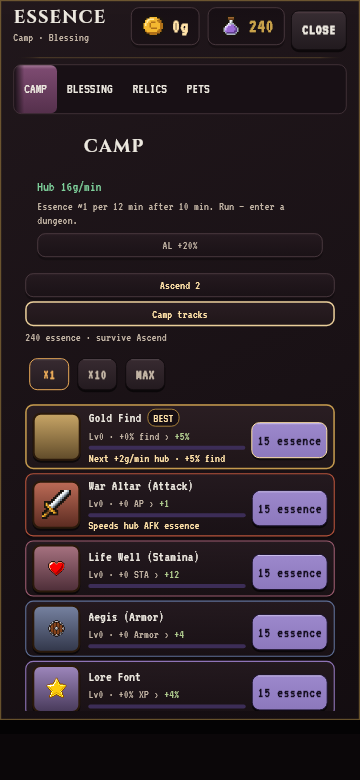 ESSENCE
Camp · Blessing
0g
240
CLOSE
CAMP
BLESSING
RELICS
PETS
CAMP
Hub 16g/min
Essence ~1 per 12 min after 10 min. Run — enter a
dungeon.
AL +20%
Ascend 2
Camp tracks
240 essence · survive Ascend
X1
X10
MAX
Gold Find BEST
Lv0 · +0% find › +5%
Next +2g/min hub · +5% find
15 essence
War Altar (Attack)
Lv0 · +0 AP › +1
Speeds hub AFK essence
15 essence
Life Well (Stamina)
Lv0 · +0 STA › +12
15 essence
Aegis (Armor)
Lv0 · +0 Armor › +4
15 essence
Lore Font
Lv0 · +0% XP › +4%
15 essence